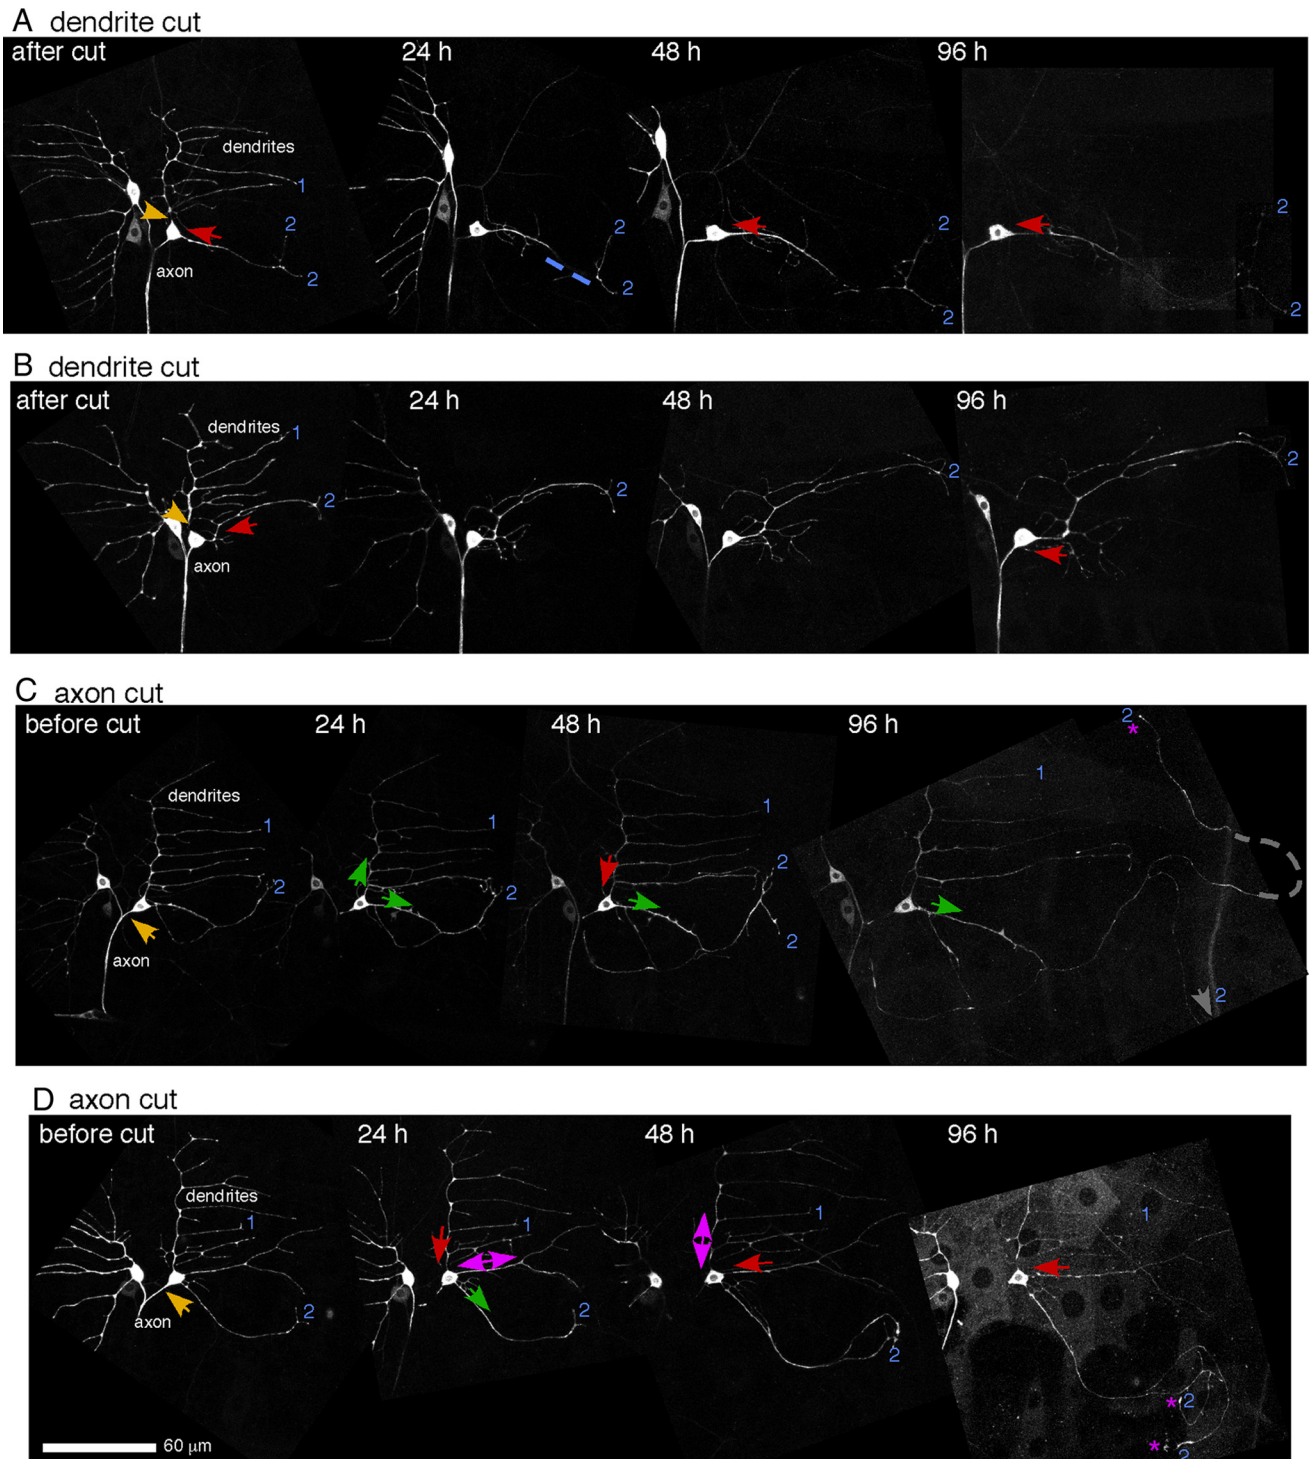 A dendrite cut
after cut 24 h 48 h 96 h
dendrites
1
2
2
2
2
2
2
2
2
axon
B dendrite cut
after cut 24 h 48 h 96 h
dendrites
1
2
2
2
2
axon
C axon cut
before cut 24 h 48 h 96 h
2
*
dendrites
1
1
1
1
2
2
2
2
2
axon
D axon cut
before cut 24 h 48 h 96 h
dendrites
1
1
1
1
2
2
2
axon
* 2
* 2
60 μm